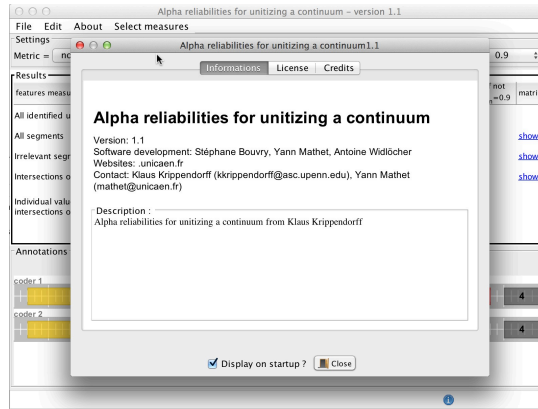 Alpha reliabilities for unitizing a continuum – version 1.1
File Edit About Select measures
Settings
Metric =
0.9
Alpha reliabilities for unitizing a continuum1.1
Informations License Credits
Results
features
not
=0.9
All identified
All segments
show
Irrelevant
show
Intersections
show
Individual
intersections
Alpha reliabilities for unitizing a continuum
Version: 1.1
Software development: Stéphane Bouvry, Yann Mathet, Antoine Widlöcher
Websites: .unicaen.fr
Contact: Klaus Krippendorff (kkrippendorff@asc.upenn.edu), Yann Mathet
(mathet@unicaen.fr)
Description :
Alpha reliabilities for unitizing a continuum from Klaus Krippendorff
Annotations
coder 1
4
coder 2
4
Display on startup ? Close